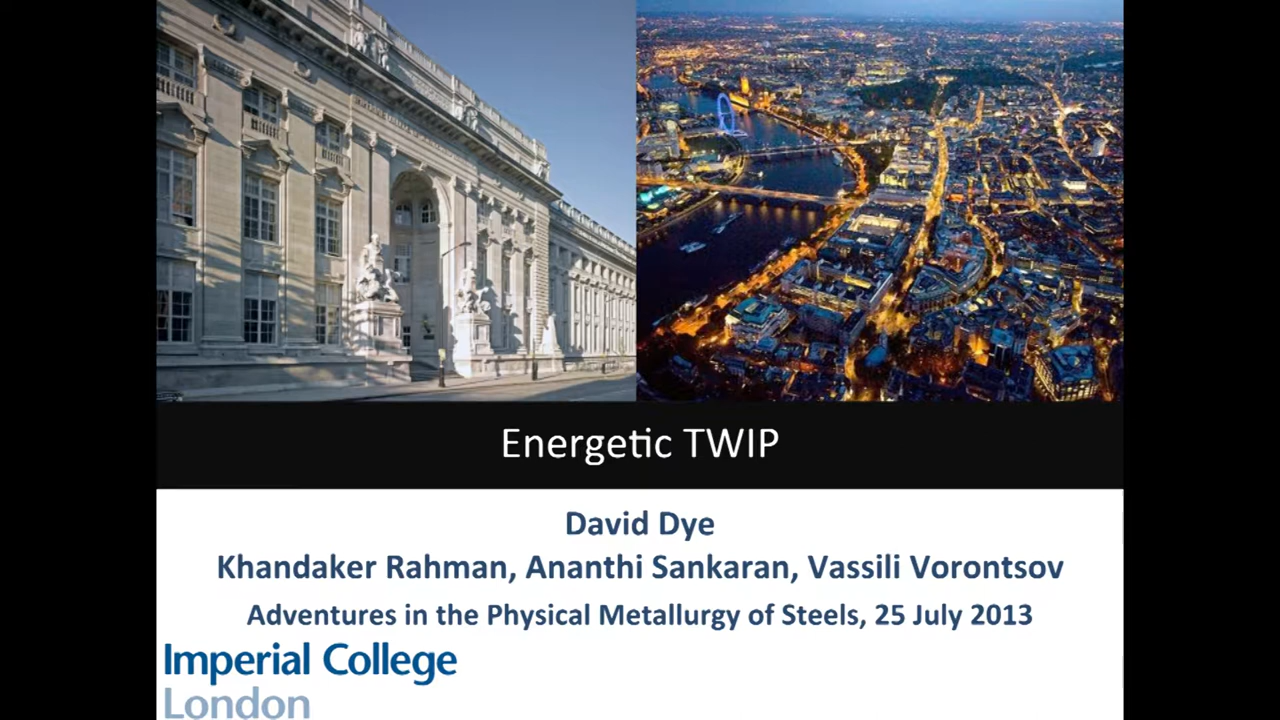 Energetic TWIP
David Dye
Khandaker Rahman, Ananthi Sankaran, Vassili Vorontsov
Adventures in the Physical Metallurgy of Steels, 25 July 2013
Imperial College
London